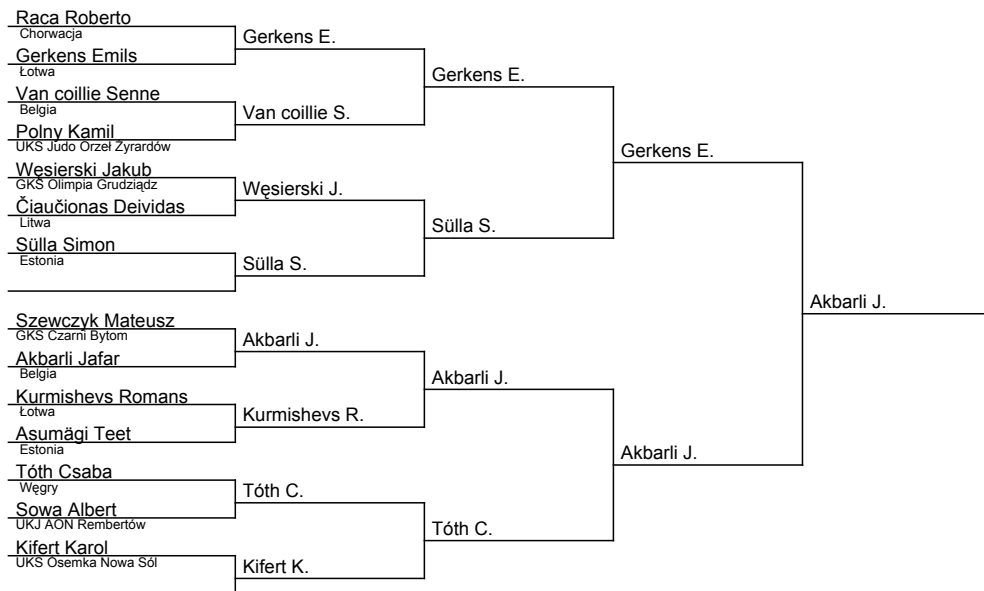 Raca Roberto
Chorwacja
Gerkens Emils
Łotwa
Van coillie Senne
Belgia
Polny Kamil
UKS Judo Orzeł Żyrardów
Węsierski Jakub
GKS Olimpia Grudziądz
Čiaučionas Deividas
Litwa
Sülla Simon
Estonia
Szewczyk Mateusz
GKS Czarni Bytom
Akbarli Jafar
Belgia
Kurmishevs Romans
Łotwa
Asumägi Teet
Estonia
Tóth Csaba
Węgry
Sowa Albert
UKJ AON Rembertów
Kifert Karol
UKS Ósemka Nowa Sól
Gerkens E.
Van coillie S.
Węsierski J.
Sülla S.
Akbarli J.
Kurmishevs R.
Tóth C.
Kifert K.
Gerkens E.
Sülla S.
Akbarli J.
Tóth C.
Gerkens E.
Akbarli J.
Akbarli J.